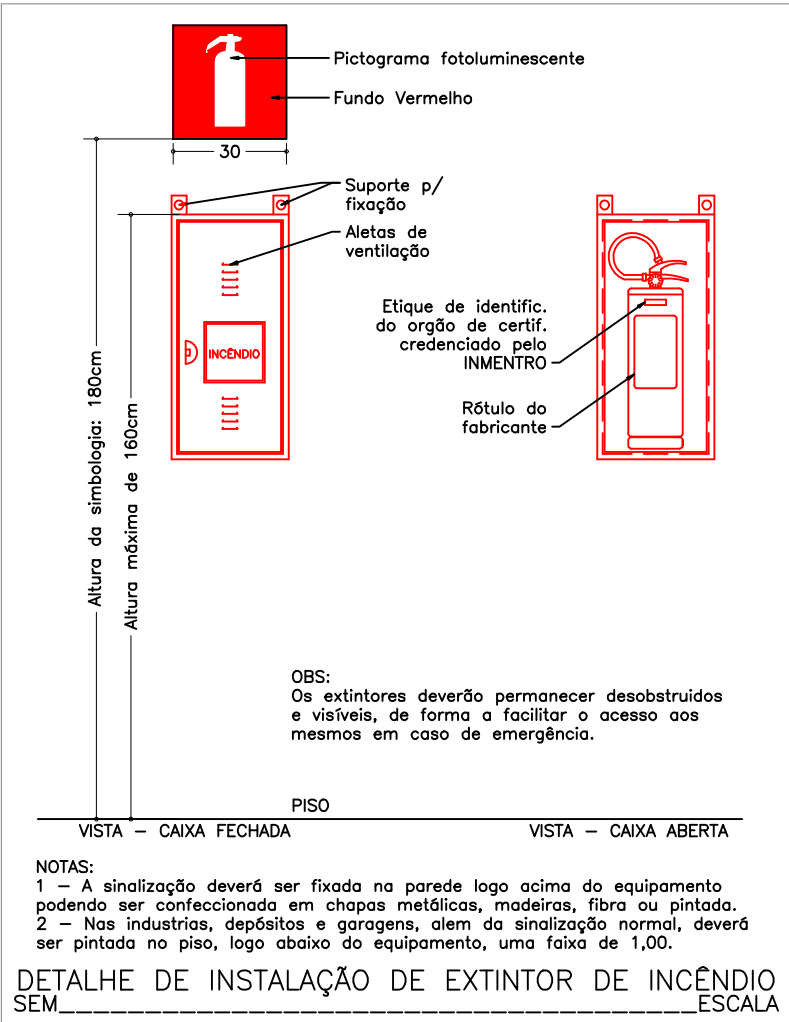 Pictograma fotoluminescente
Fundo Vermelho
30
Suporte p/
fixação
Aletas de
ventilação
INCÊNDIO
Altura da simbologia: 180cm
Altura máxima de 160cm
Etique de identific.
do orgão de certif.
credenciado pelo
INMENTRO
Rótulo do
fabricante
OBS:
Os extintores deverão permanecer desobstruidos
e visíveis, de forma a facilitar o acesso aos
mesmos em caso de emergência.
PISO
VISTA – CAIXA FECHADA
VISTA – CAIXA ABERTA
NOTAS:
1 – A sinalização deverá ser fixada na parede logo acima do equipamento
podendo ser confeccionada em chapas metálicas, madeiras, fibra ou pintada.
2 – Nas industrias, depósitos e garagens, alem da sinalização normal, deverá
ser pintada no piso, logo abaixo do equipamento, uma faixa de 1,00.
DETALHE DE INSTALAÇÃO DE EXTINTOR DE INCÊNDIO
SEM_________________________________________ESCALA